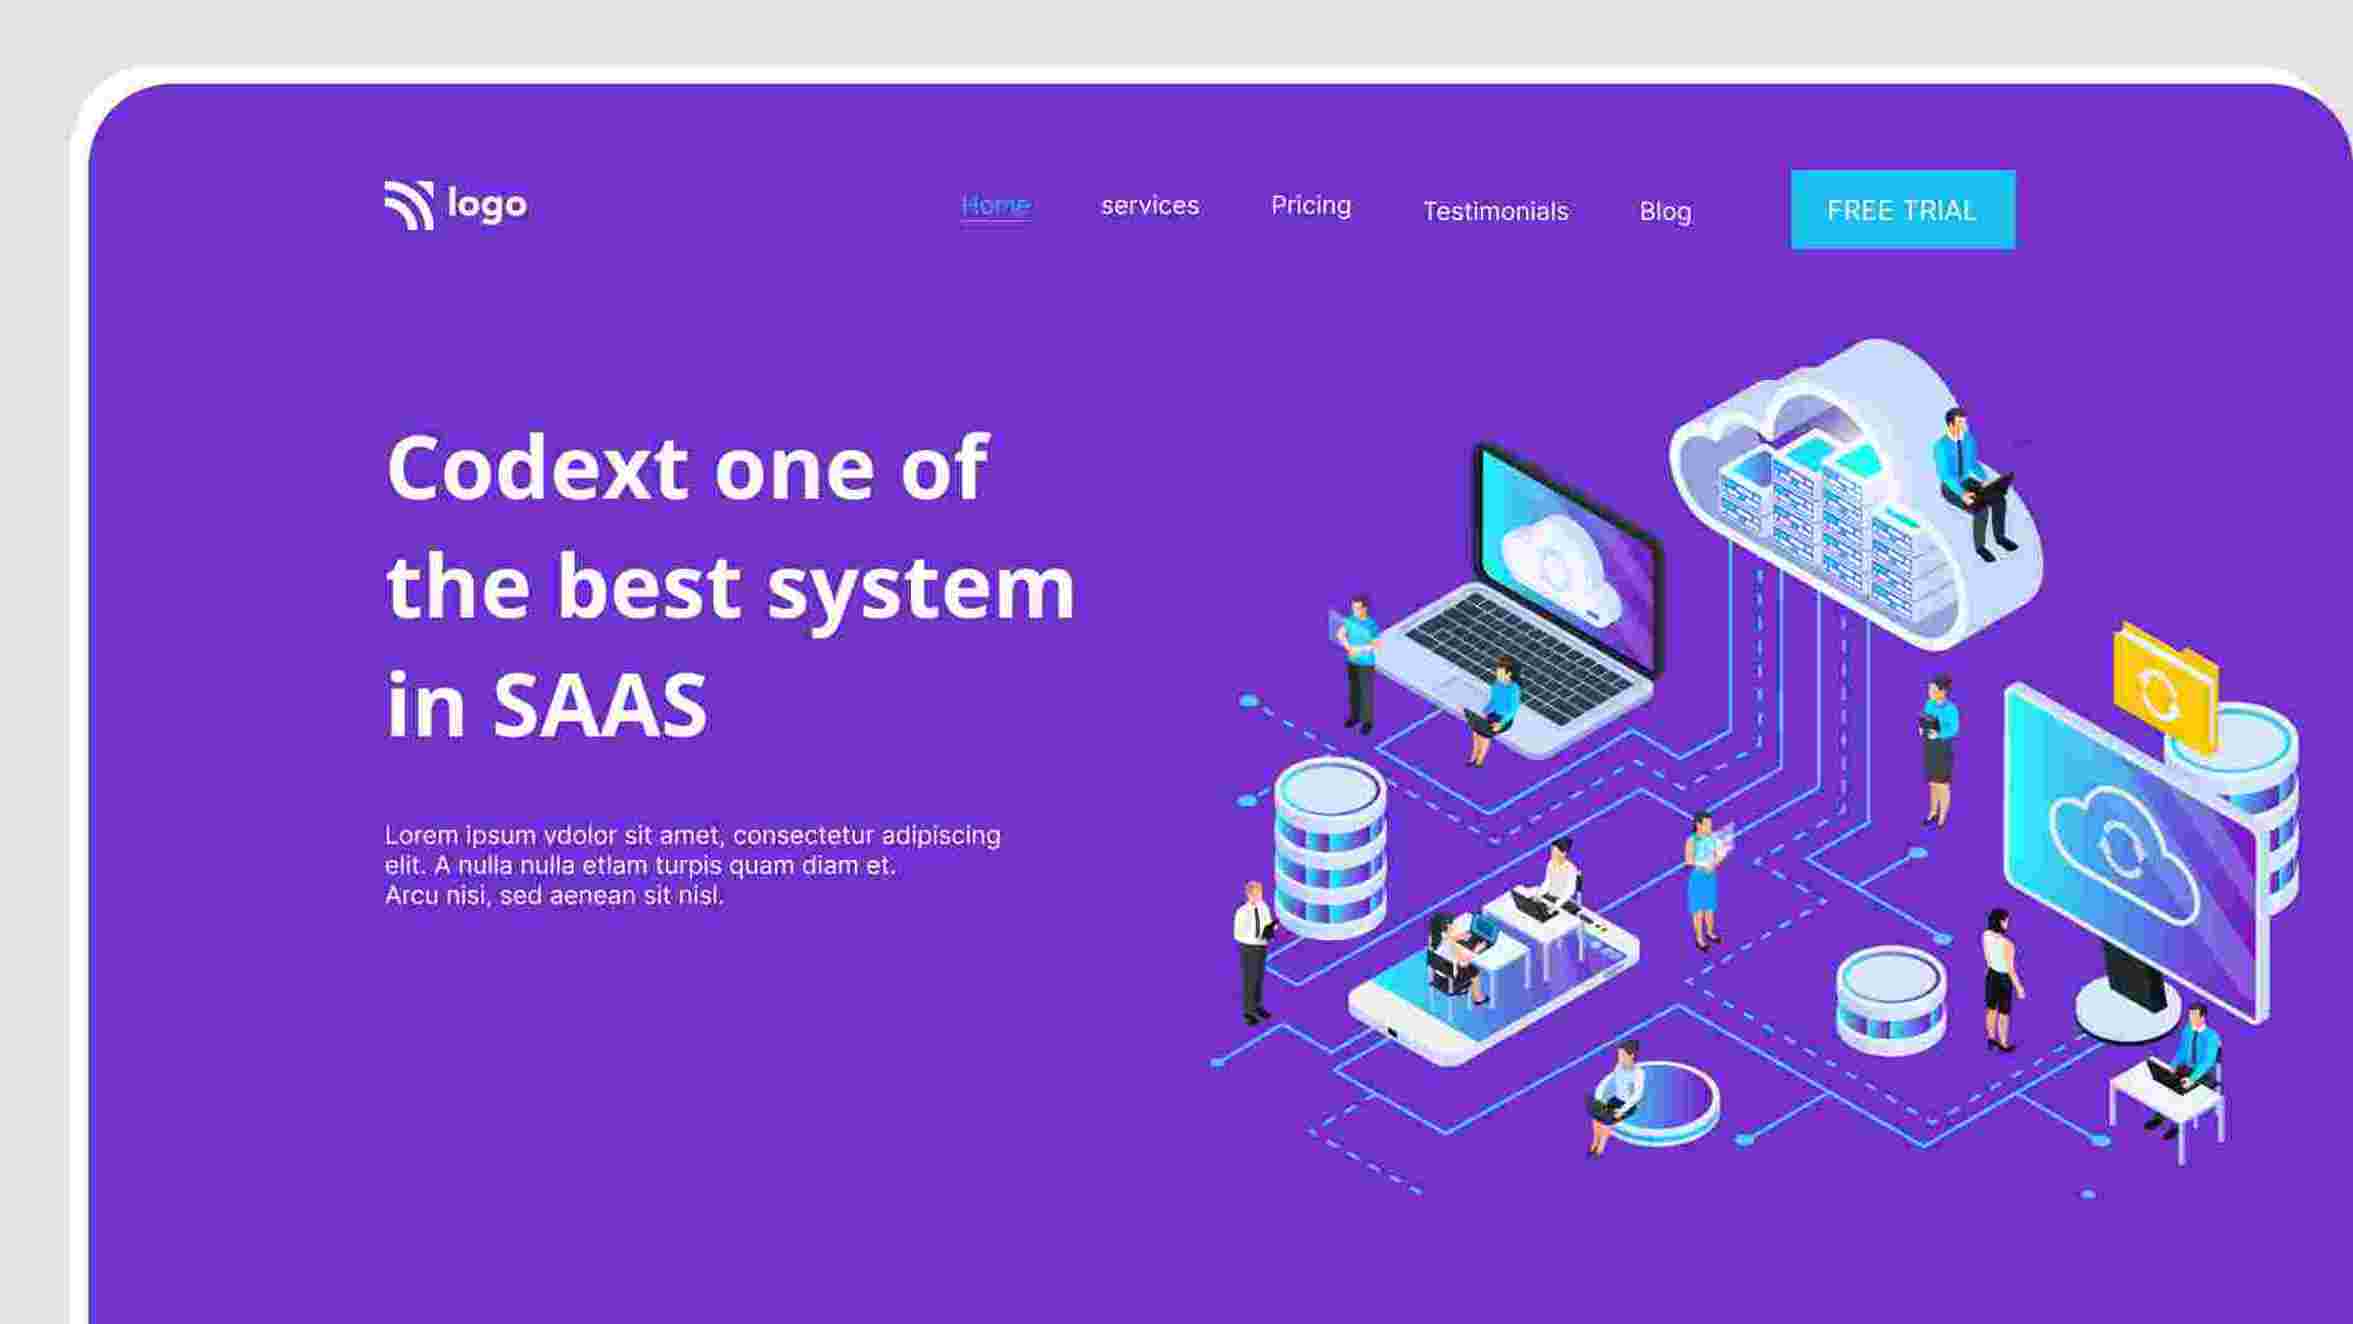 logo
Home services Pricing Testimonials Blog FREE TRIAL
Codext one of
the best system
in SAAS
Lorem ipsum vdolor sit amet, consectetur adipiscing
elit. A nulla nulla etiam turpis quam diam et.
Arcu nisi, sed aenean sit nisl.